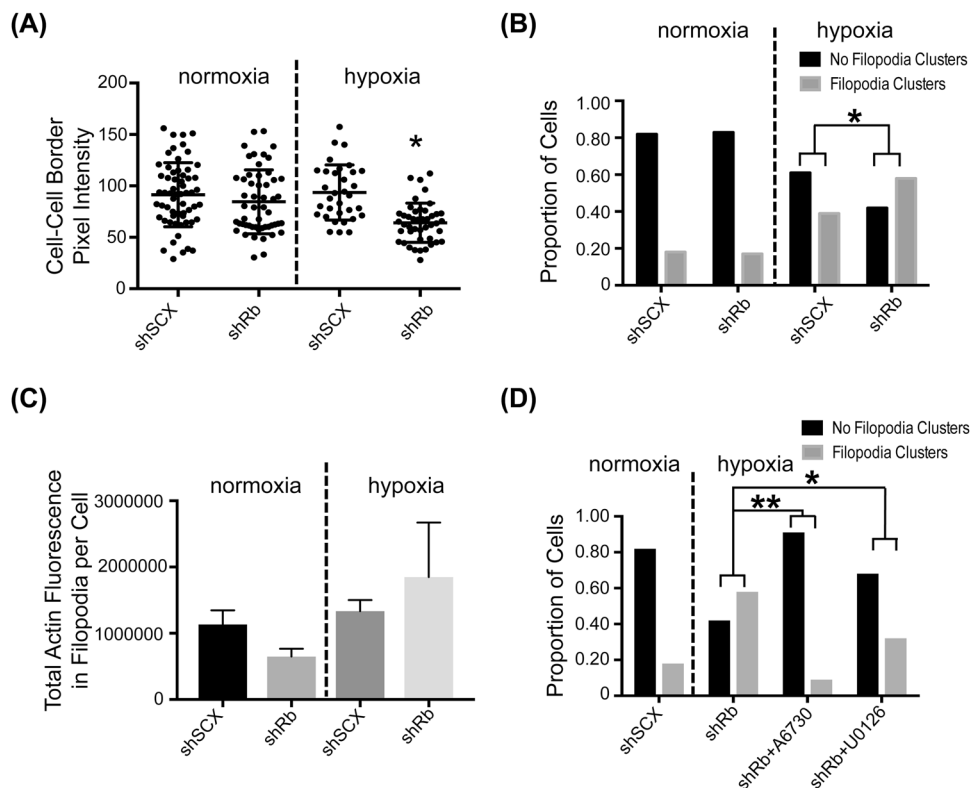 (A)
normoxia
hypoxia
Cell-Cell Border
Pixel Intensity
200
150
100
50
0
*
shSCX
shRb
shSCX
shRb
(B)
normoxia
hypoxia
No Filopodia Clusters
Filopodia Clusters
Proportion of Cells
1.00
0.80
0.60
0.40
0.20
0
*
shSCX
shRb
shSCX
shRb
(C)
normoxia
hypoxia
Total Actin Fluorescence
in Filopodia per Cell
3000000
2000000
1000000
0
shSCX
shRb
shSCX
shRb
(D)
No Filopodia Clusters
Filopodia Clusters
normoxia
hypoxia
Proportion of Cells
1.00
0.80
0.60
0.40
0.20
0
**
*
shSCX
shRb
shRb+A6730
shRb+U0126